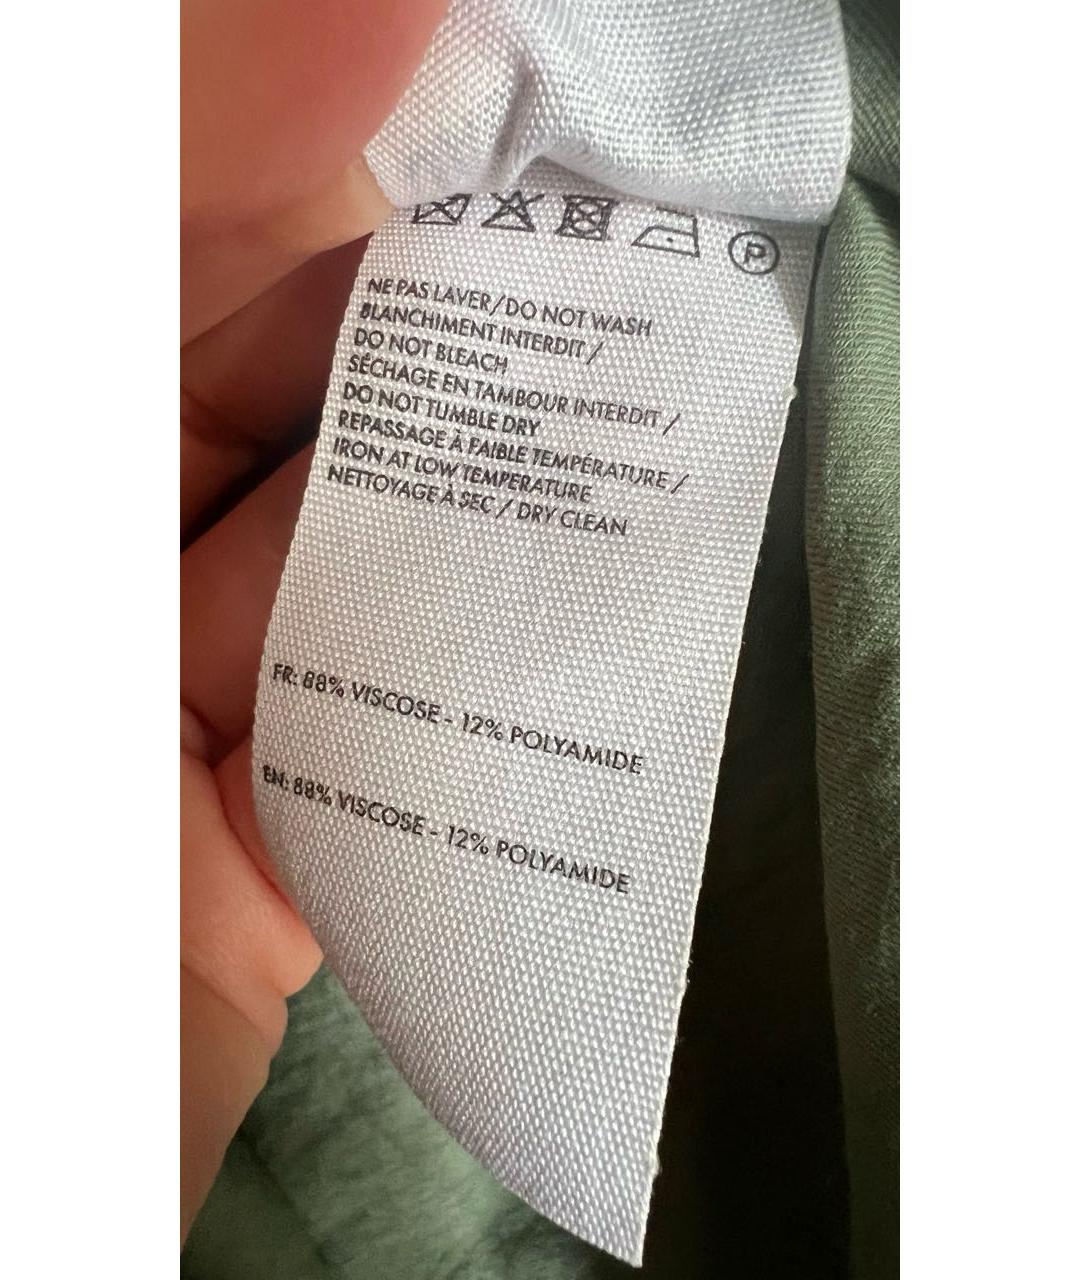 P
NE PAS LAVER/DO NOT WASH
BLANCHIMENT INTERDIT /
DO NOT BLEACH
SÉCHAGE EN TAMBOUR INTERDIT /
DO NOT TUMBLE DRY
REPASSAGE À FAIBLE TEMPÉRATURE /
IRON AT LOW TEMPERATURE
NETTOYAGE À SEC / DRY CLEAN
FR: 88% VISCOSE - 12% POLYAMIDE
EN: 88% VISCOSE - 12% POLYAMIDE